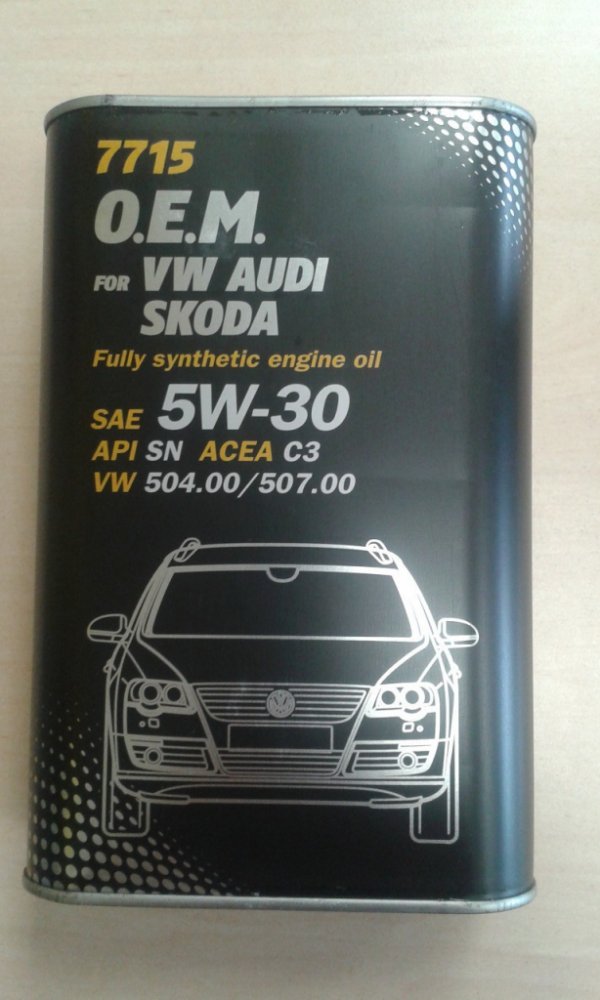 7715
O.E.M.
FOR VW AUDI
SKODA
Fully synthetic engine oil
SAE 5W-30
API SN ACEA C3
VW 504.00/507.00